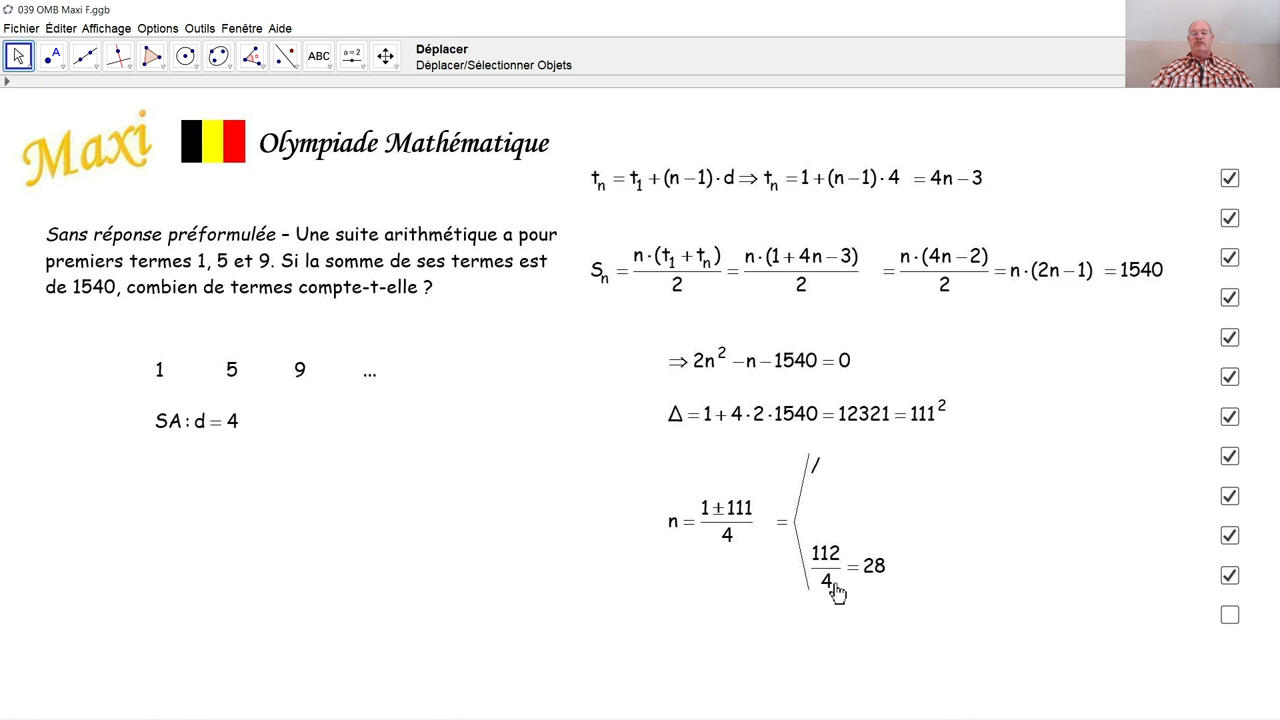 039 OMB Maxi F.ggb
Fichier Éditer Affichage Options Outils Fenêtre Aide
A ABC a=2 Déplacer
Déplacer/Sélectionner Objets
Maxi Olympiade Mathématique
Sans réponse préformulée – Une suite arithmétique a pour
premiers termes 1, 5 et 9. Si la somme de ses termes est
de 1540, combien de termes compte-t-elle ?
1 5 9 ...
SA : d = 4
tₙ = t₁ + (n − 1) · d ⇒ tₙ = 1 + (n − 1) · 4 = 4n − 3
Sₙ = n · (t₁ + tₙ) / 2 = n · (1 + 4n − 3) / 2 = n · (4n − 2) / 2 = n · (2n − 1) = 1540
⇒ 2n² − n − 1540 = 0
Δ = 1 + 4 · 2 · 1540 = 12321 = 111²
/
n = (1 ± 111) / 4 =
112 / 4 = 28